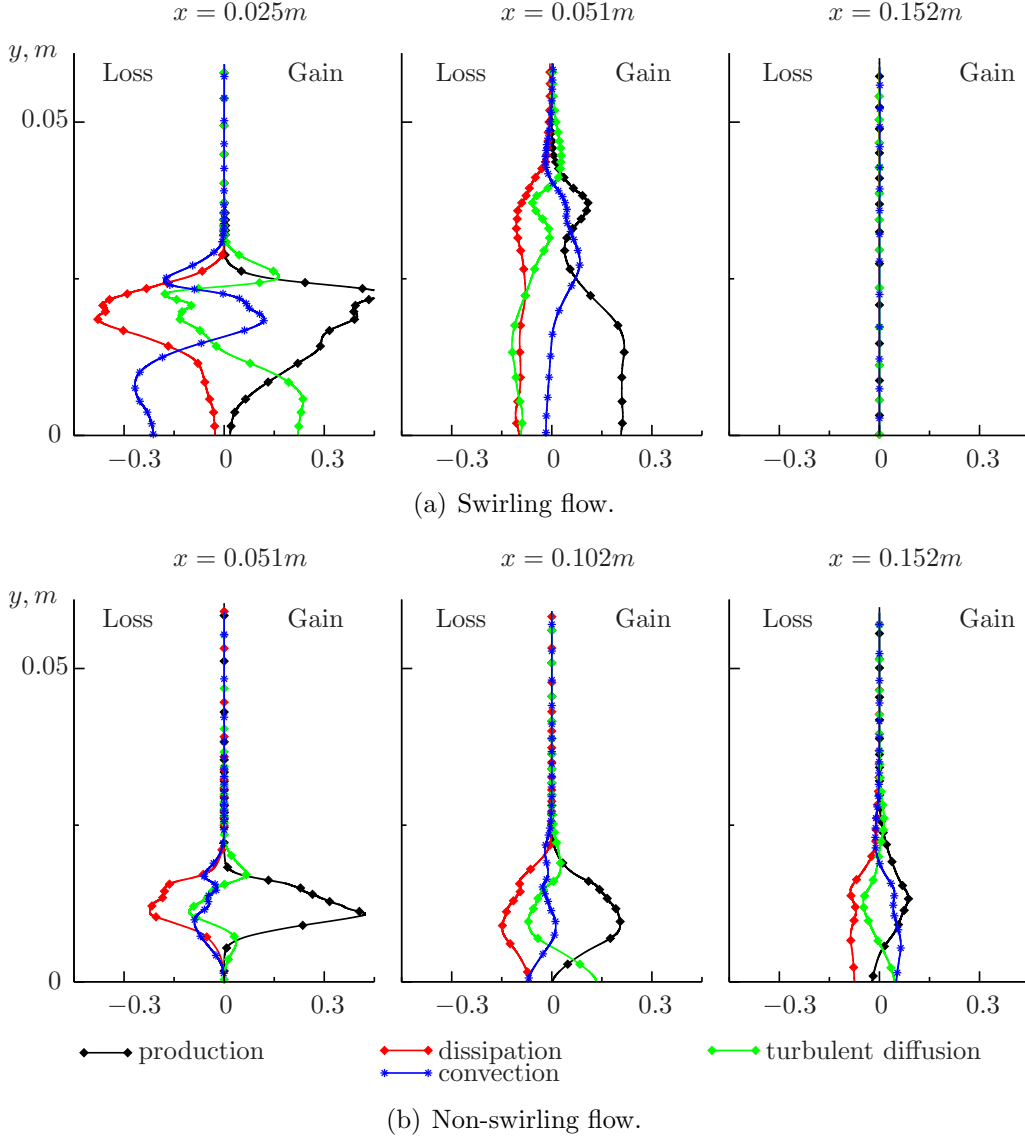 x = 0.025m x = 0.051m x = 0.152m
y, m
Loss Gain Loss Gain Loss Gain
0.05
0
−0.3 0 0.3 −0.3 0 0.3 −0.3 0 0.3
(a) Swirling flow.
x = 0.051m x = 0.102m x = 0.152m
y, m
Loss Gain Loss Gain Loss Gain
0.05
0
−0.3 0 0.3 −0.3 0 0.3 −0.3 0 0.3
production dissipation turbulent diffusion
convection
(b) Non-swirling flow.